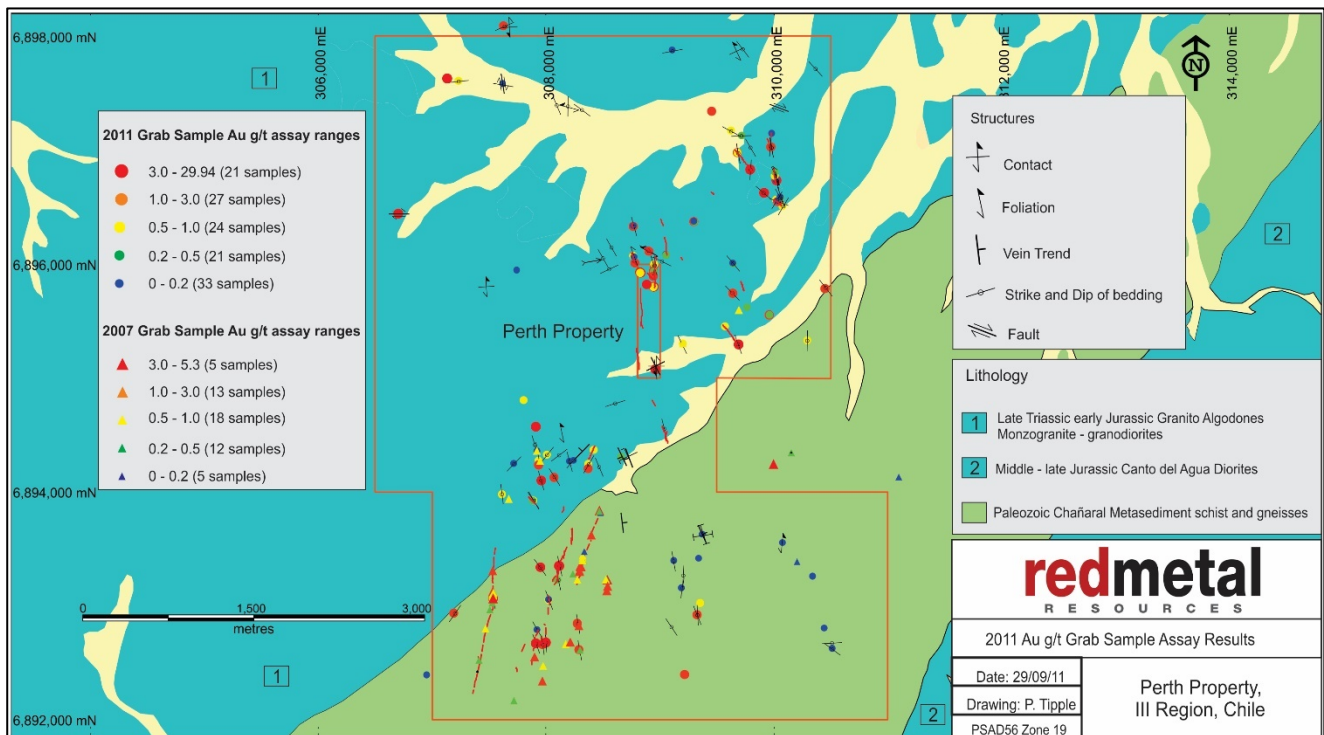 6,898,000 mN
306,000 mE
308,000 mE
310,000 mE
312,000 mE
314,000 mE
1
N
2011 Grab Sample Au g/t assay ranges
3.0 - 29.94 (21 samples)
1.0 - 3.0 (27 samples)
0.5 - 1.0 (24 samples)
0.2 - 0.5 (21 samples)
0 - 0.2 (33 samples)
2007 Grab Sample Au g/t assay ranges
3.0 - 5.3 (5 samples)
1.0 - 3.0 (13 samples)
0.5 - 1.0 (18 samples)
0.2 - 0.5 (12 samples)
0 - 0.2 (5 samples)
Structures
Contact
Foliation
Vein Trend
Strike and Dip of bedding
Fault
2
6,896,000 mN
Perth Property
Lithology
1 Late Triassic early Jurassic Granito Algodones
Monzogranite - granodiorites
2 Middle - late Jurassic Canto del Agua Diorites
Paleozoic Chañaral Metasediment schist and gneisses
6,894,000 mN
0 1,500 3,000
metres
1
6,892,000 mN
2
redmetal
RESOURCES
2011 Au g/t Grab Sample Assay Results
Date: 29/09/11
Drawing: P. Tipple
PSAD56 Zone 19
Perth Property,
III Region, Chile